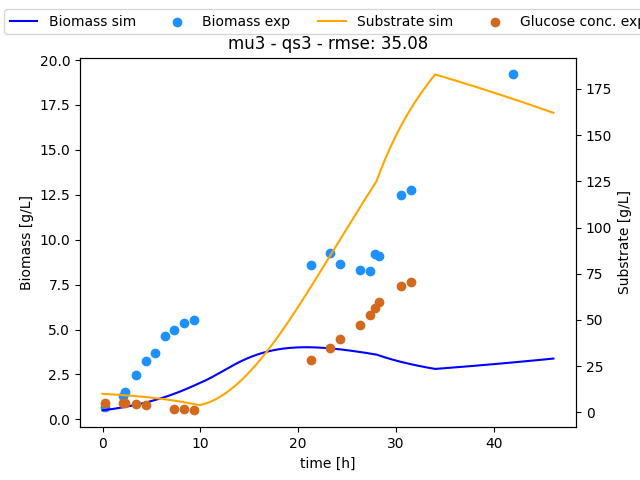 Biomass sim Biomass exp Substrate sim Glucose conc. exp
mu3 - qs3 - rmse: 35.08
20.0
17.5
15.0
12.5
10.0
7.5
5.0
2.5
0.0
Biomass [g/L]
175
150
125
100
75
50
25
0
Substrate [g/L]
0 10 20 30 40
time [h]